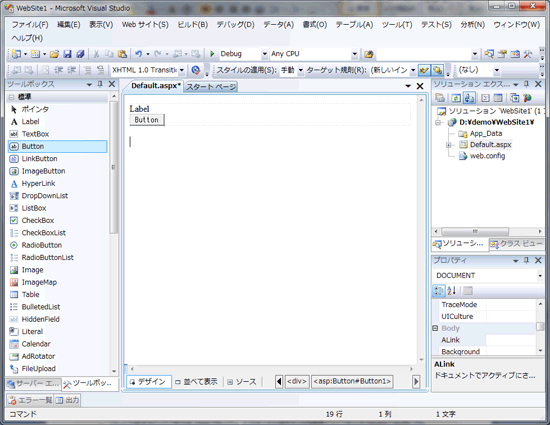 WebSite1 - Microsoft Visual Studio
ファイル(F) 編集(E) 表示(V) Web サイト(S) ビルド(B) デバッグ(D) データ(A) 書式(O) テーブル(A) ツール(T) テスト(S) 分析(N) ウィンドウ(W)
ヘルプ(H)
Debug Any CPU
XHTML 1.0 Transitic スタイルの適用(S): 手動 ターゲット規則(R): (新しいイン (なし)
ツールボックス
標準
ポインタ
Label
TextBox
Button
LinkButton
ImageButton
HyperLink
DropDownList
ListBox
CheckBox
CheckBoxList
RadioButton
RadioButtonList
Image
ImageMap
Table
BulletedList
HiddenField
Literal
Calendar
AdRotator
FileUpload
サーバー エ... ツールボッ...
Default.aspx* スタート ページ
Label
Button
デザイン 並べて表示 ソース <div> <asp:Button#Button1>
ソリューション エクス...
ソリューション 'WebSite1' (1
D:¥demo¥WebSite1¥
App_Data
Default.aspx
web.config
ソリューシ... クラス ビュー
プロパティ
DOCUMENT
TraceMode
UICulture
Body
ALink
Background
ALink
ドキュメントでアクティブにさ...
エラー一覧 出力
コマンド 19 行 1 列 1 文字